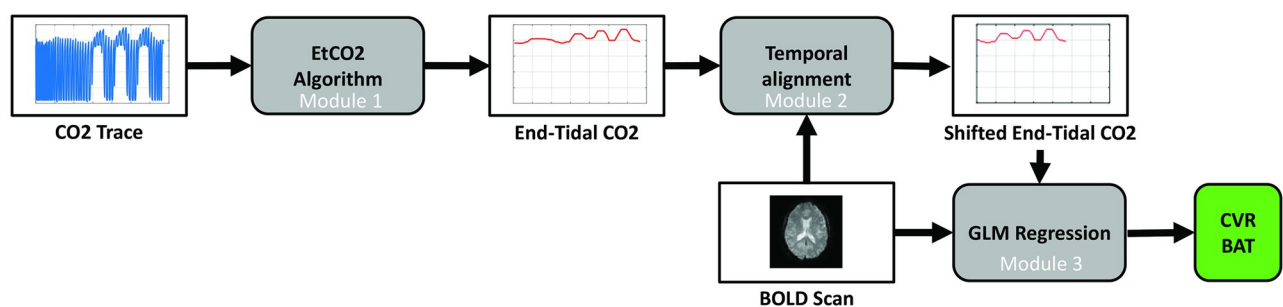 EtCO2
Algorithm
Module 1
Temporal
alignment
Module 2
CO2 Trace
End-Tidal CO2
Shifted End-Tidal CO2
GLM Regression
Module 3
CVR
BAT
BOLD Scan